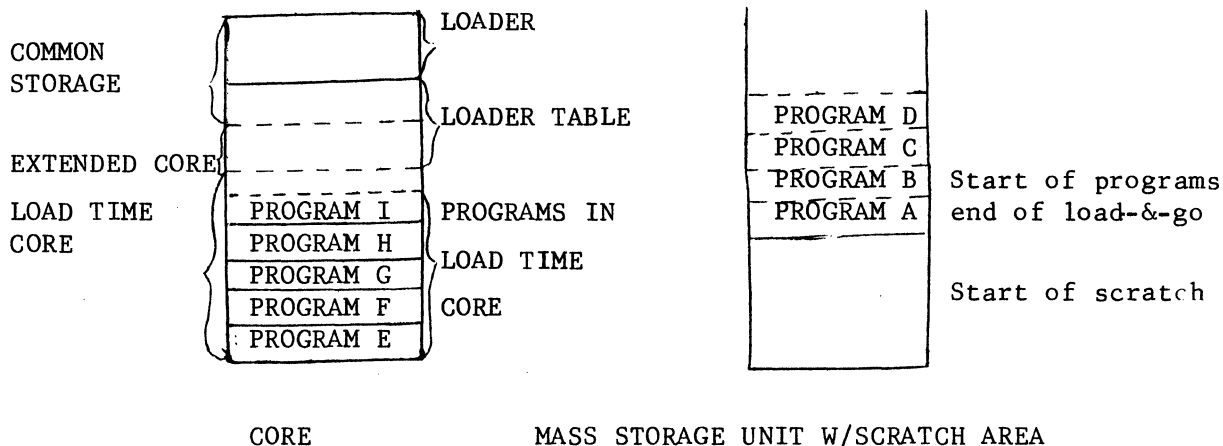 LOADER
COMMON
STORAGE
LOADER TABLE
EXTENDED CORE
LOAD TIME
CORE
PROGRAM I
PROGRAM H
PROGRAM G
PROGRAM F
PROGRAM E
PROGRAMS IN
LOAD TIME
CORE
PROGRAM D
PROGRAM C
PROGRAM B
PROGRAM A
Start of programs
end of load-&-go
Start of scratch
CORE
MASS STORAGE UNIT W/SCRATCH AREA